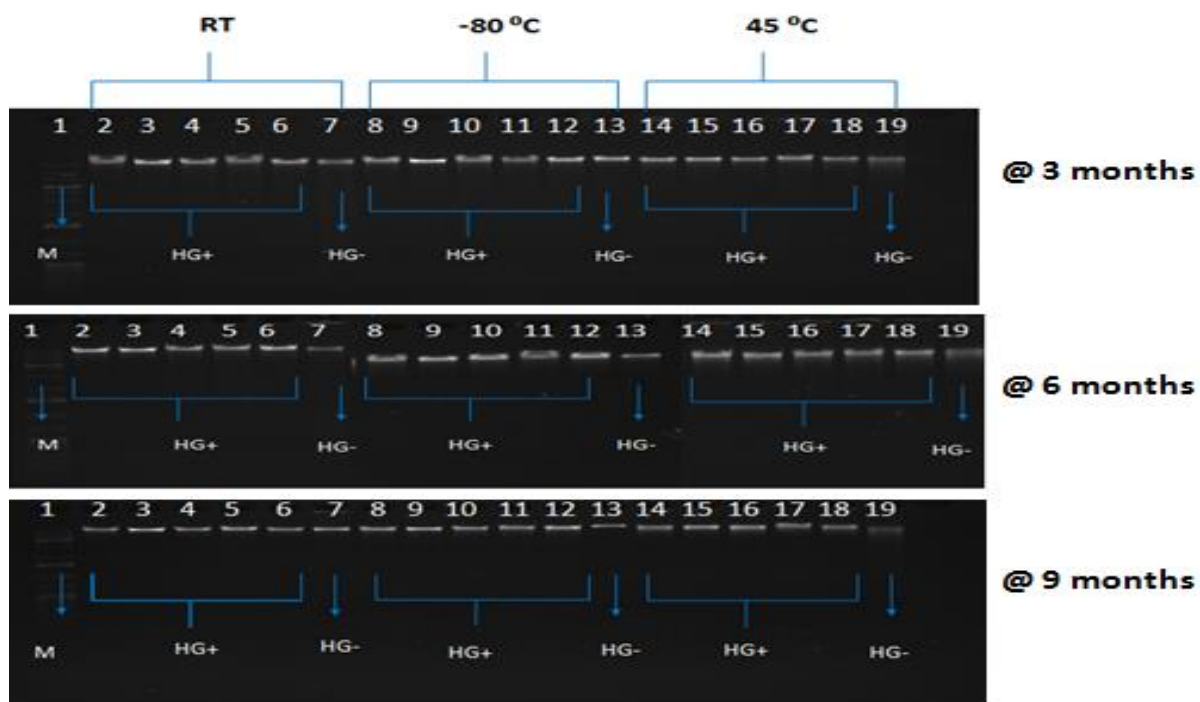 RT -80 ⁰C 45 ⁰C
1 2 3 4 5 6 7 8 9 10 11 12 13 14 15 16 17 18 19
@ 3 months
M HG+ HG- HG+ HG- HG+ HG-
1 2 3 4 5 6 7 8 9 10 11 12 13 14 15 16 17 18 19
@ 6 months
M HG+ HG- HG+ HG- HG+ HG-
1 2 3 4 5 6 7 8 9 10 11 12 13 14 15 16 17 18 19
@ 9 months
M HG+ HG- HG+ HG- HG+ HG-